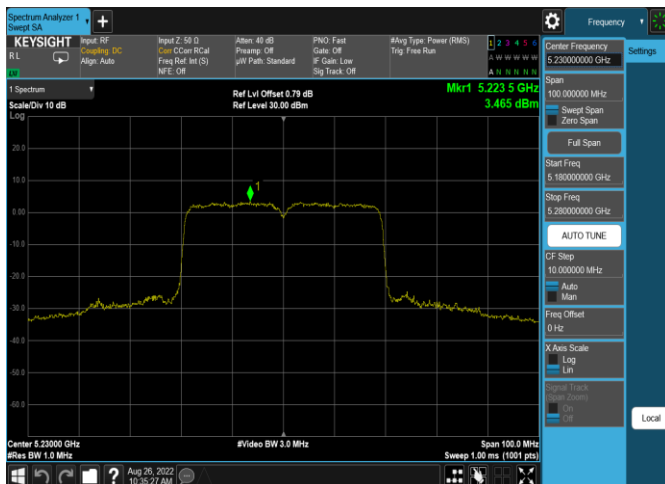 Spectrum Analyzer 1
Swept SA
Frequency
KEYSIGHT
R L
Input: RF
Coupling: DC
Align: Auto
Input Z: 50 Ω
Corr CCorr RCal
Freq Ref: Int (S)
NFE: Off
Atten: 40 dB
Preamp: Off
µW Path: Standard
PNO: Fast
Gate: Off
IF Gain: Low
Sig Track: Off
#Avg Type: Power (RMS)
Trig: Free Run
1 2 3 4 5 6
A W W W W W
A N N N N N
1 Spectrum
Scale/Div 10 dB
Log
Ref Lvl Offset 0.79 dB
Ref Level 30.00 dBm
Mkr1 5.223 5 GHz
3.465 dBm
1
20.0
10.0
0.00
-10.0
-20.0
-30.0
-40.0
-50.0
-60.0
Center 5.23000 GHz
#Res BW 1.0 MHz
#Video BW 3.0 MHz
Span 100.0 MHz
Sweep 1.00 ms (1001 pts)
Aug 26, 2022
10:35:27 AM
Center Frequency
5.230000000 GHz
Settings
Span
100.000000 MHz
Swept Span
Zero Span
Full Span
Start Freq
5.180000000 GHz
Stop Freq
5.280000000 GHz
AUTO TUNE
CF Step
10.000000 MHz
Auto
Man
Freq Offset
0 Hz
X Axis Scale
Log
Lin
Signal Track
(Span Zoom)
On
Off
Local